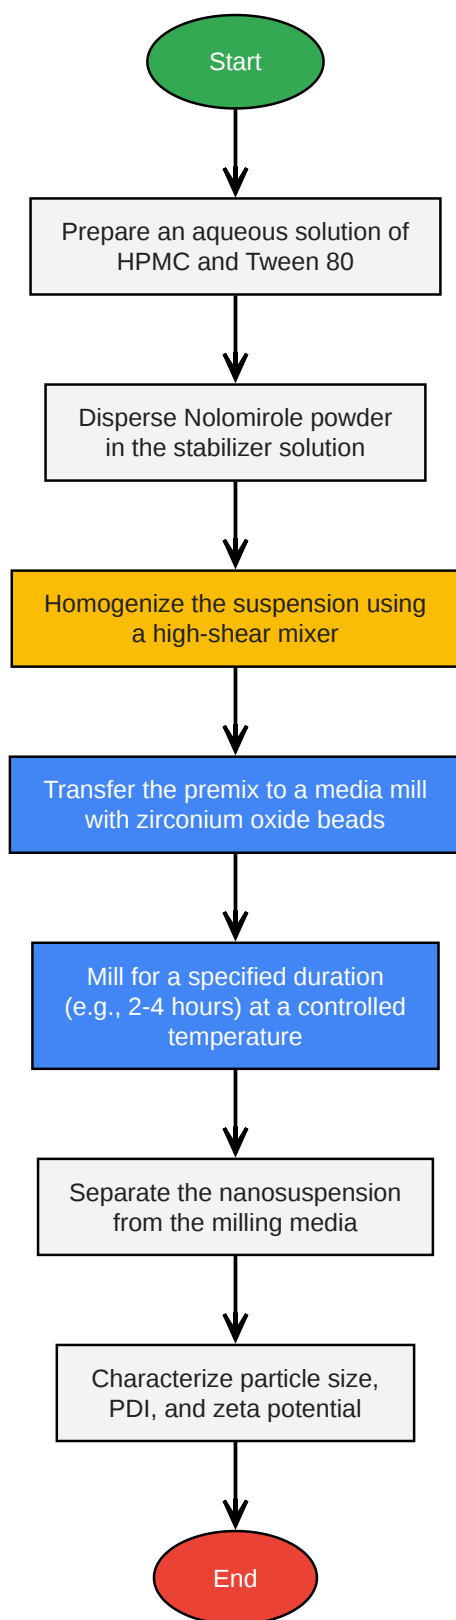 Start
Prepare an aqueous solution of
HPMC and Tween 80
Disperse Nolomirole powder
in the stabilizer solution
Homogenize the suspension using
a high-shear mixer
Transfer the premix to a media mill
with zirconium oxide beads
Mill for a specified duration
(e.g., 2-4 hours) at a controlled
temperature
Separate the nanosuspension
from the milling media
Characterize particle size,
PDI, and zeta potential
End